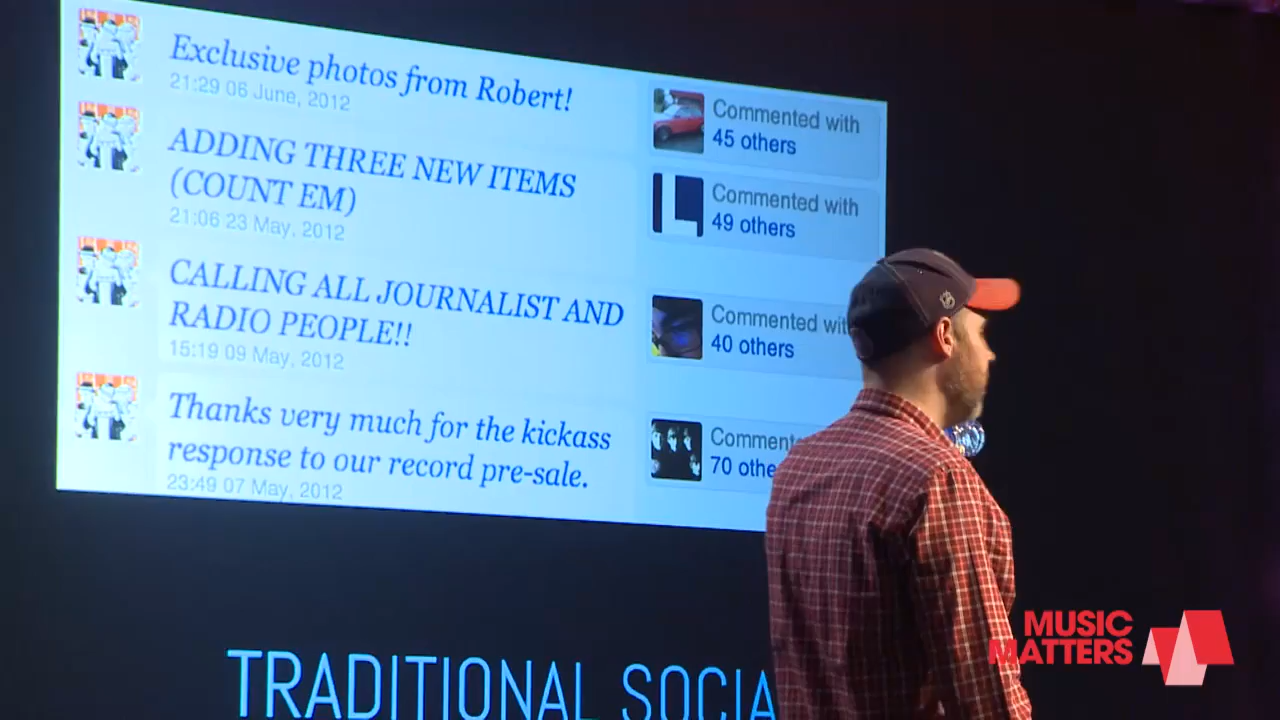 Exclusive photos from Robert!
21:29 06 June, 2012
Commented with
45 others
ADDING THREE NEW ITEMS
(COUNT EM)
21:06 23 May, 2012
Commented with
49 others
CALLING ALL JOURNALIST AND
RADIO PEOPLE!!
15:19 09 May, 2012
Commented
40 others
Thanks very much for the kickass
response to our record pre-sale.
23:49 07 May, 2012
70
TRADITIONAL
MUSIC
MATTERS